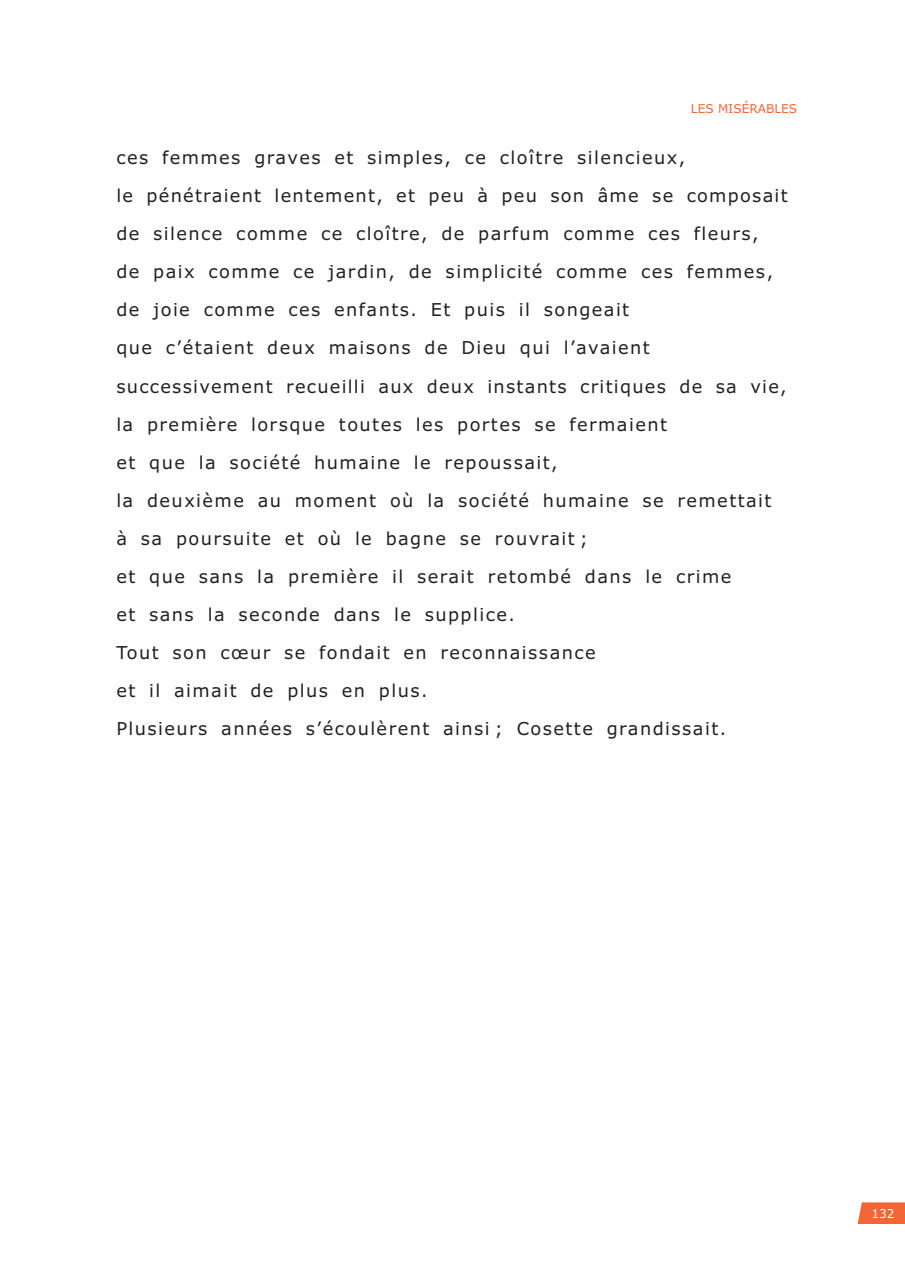 LES MISÉRABLES
ces femmes graves et simples, ce cloître silencieux,
le pénétraient lentement, et peu à peu son âme se composait
de silence comme ce cloître, de parfum comme ces fleurs,
de paix comme ce jardin, de simplicité comme ces femmes,
de joie comme ces enfants. Et puis il songeait
que c’étaient deux maisons de Dieu qui l’avaient
successivement recueilli aux deux instants critiques de sa vie,
la première lorsque toutes les portes se fermaient
et que la société humaine le repoussait,
la deuxième au moment où la société humaine se remettait
à sa poursuite et où le bagne se rouvrait ;
et que sans la première il serait retombé dans le crime
et sans la seconde dans le supplice.
Tout son cœur se fondait en reconnaissance
et il aimait de plus en plus.
Plusieurs années s’écoulèrent ainsi ; Cosette grandissait.
132